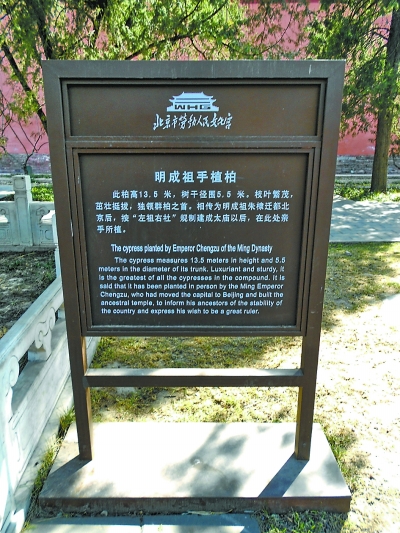 WHG
北京市劳动人民文化宫
明成祖手植柏
此柏高13.5 米，树干径围5.5 米，枝叶繁茂，
茁壮挺拔，独领群柏之首。相传为明成祖朱棣迁都北
京后，按“左祖右社”规制建成太庙以后，在此处亲
手所植。
The cypress planted by Emperor Chengzu of the Ming Dynasty
The cypress measures 13.5 meters in height and 5.5
meters in the diameter of its trunk. Luxuriant and sturdy, it
is the greatest of all the cypresses in the compound. It is
said that it has been planted in person by the Ming Emperor
Chengzu, who had moved the capital to Beijing and built the
ancestral temple, to inform his ancestors of the stability of
the country and express his wish to be a great ruler.